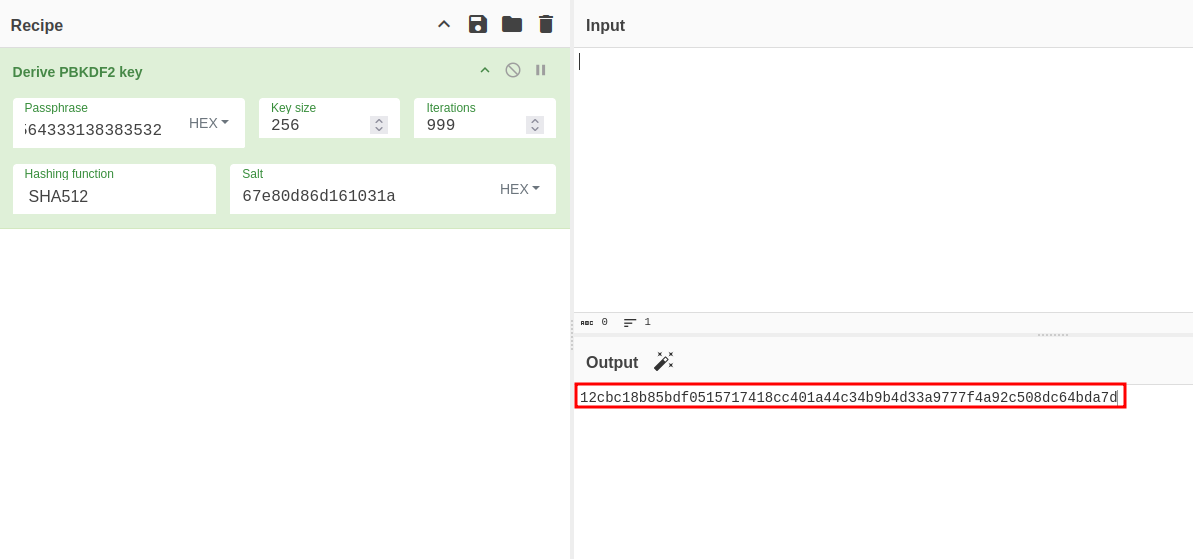 Recipe
Derive PBKDF2 key
Passphrase
564333138383532
HEX
Key size
256
Iterations
999
Hashing function
SHA512
Salt
67e80d86d161031a
HEX
Input
ABC 0 1
Output
12cbc18b85bdf0515717418cc401a44c34b9b4d33a9777f4a92c508dc64bda7d